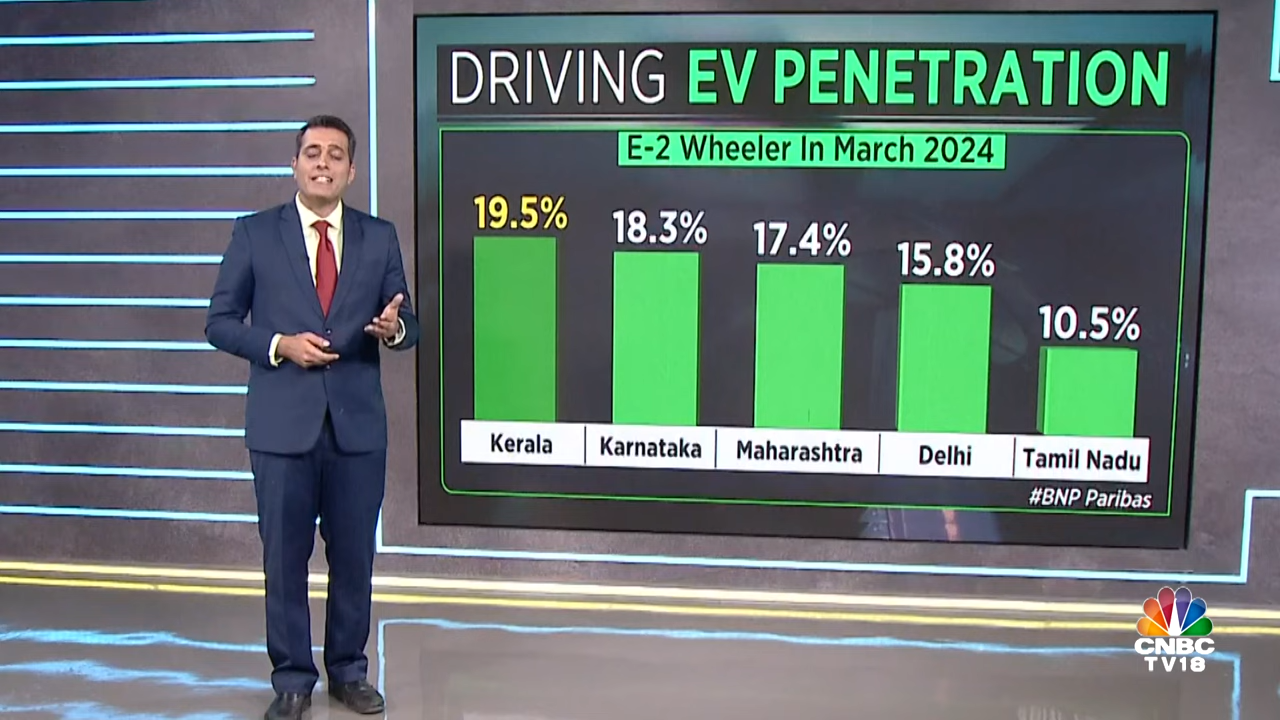 DRIVING EV PENETRATION
E-2 Wheeler In March 2024
19.5% 18.3% 17.4% 15.8% 10.5%
Kerala Karnataka Maharashtra Delhi Tamil Nadu
#BNP Paribas
CNBC
TV18